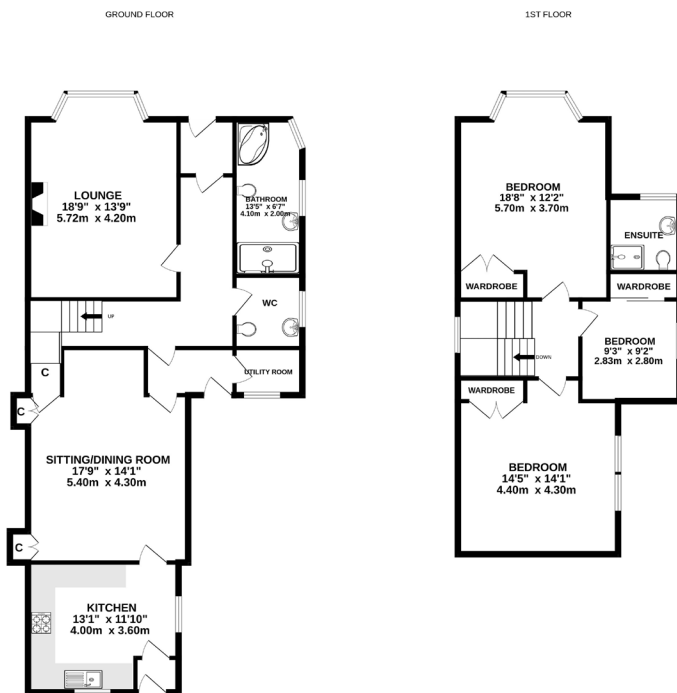 GROUND FLOOR
1ST FLOOR
LOUNGE
18'9" x 13'9"
5.72m x 4.20m
BATHROOM
13'5" x 6'7"
4.10m x 2.00m
UP
WC
C
UTILITY ROOM
C
SITTING/DINING ROOM
17'9" x 14'1"
5.40m x 4.30m
C
KITCHEN
13'1" x 11'10"
4.00m x 3.60m
BEDROOM
18'8" x 12'2"
5.70m x 3.70m
ENSUITE
WARDROBE
WARDROBE
BEDROOM
9'3" x 9'2"
2.83m x 2.80m
DOWN
WARDROBE
BEDROOM
14'5" x 14'1"
4.40m x 4.30m